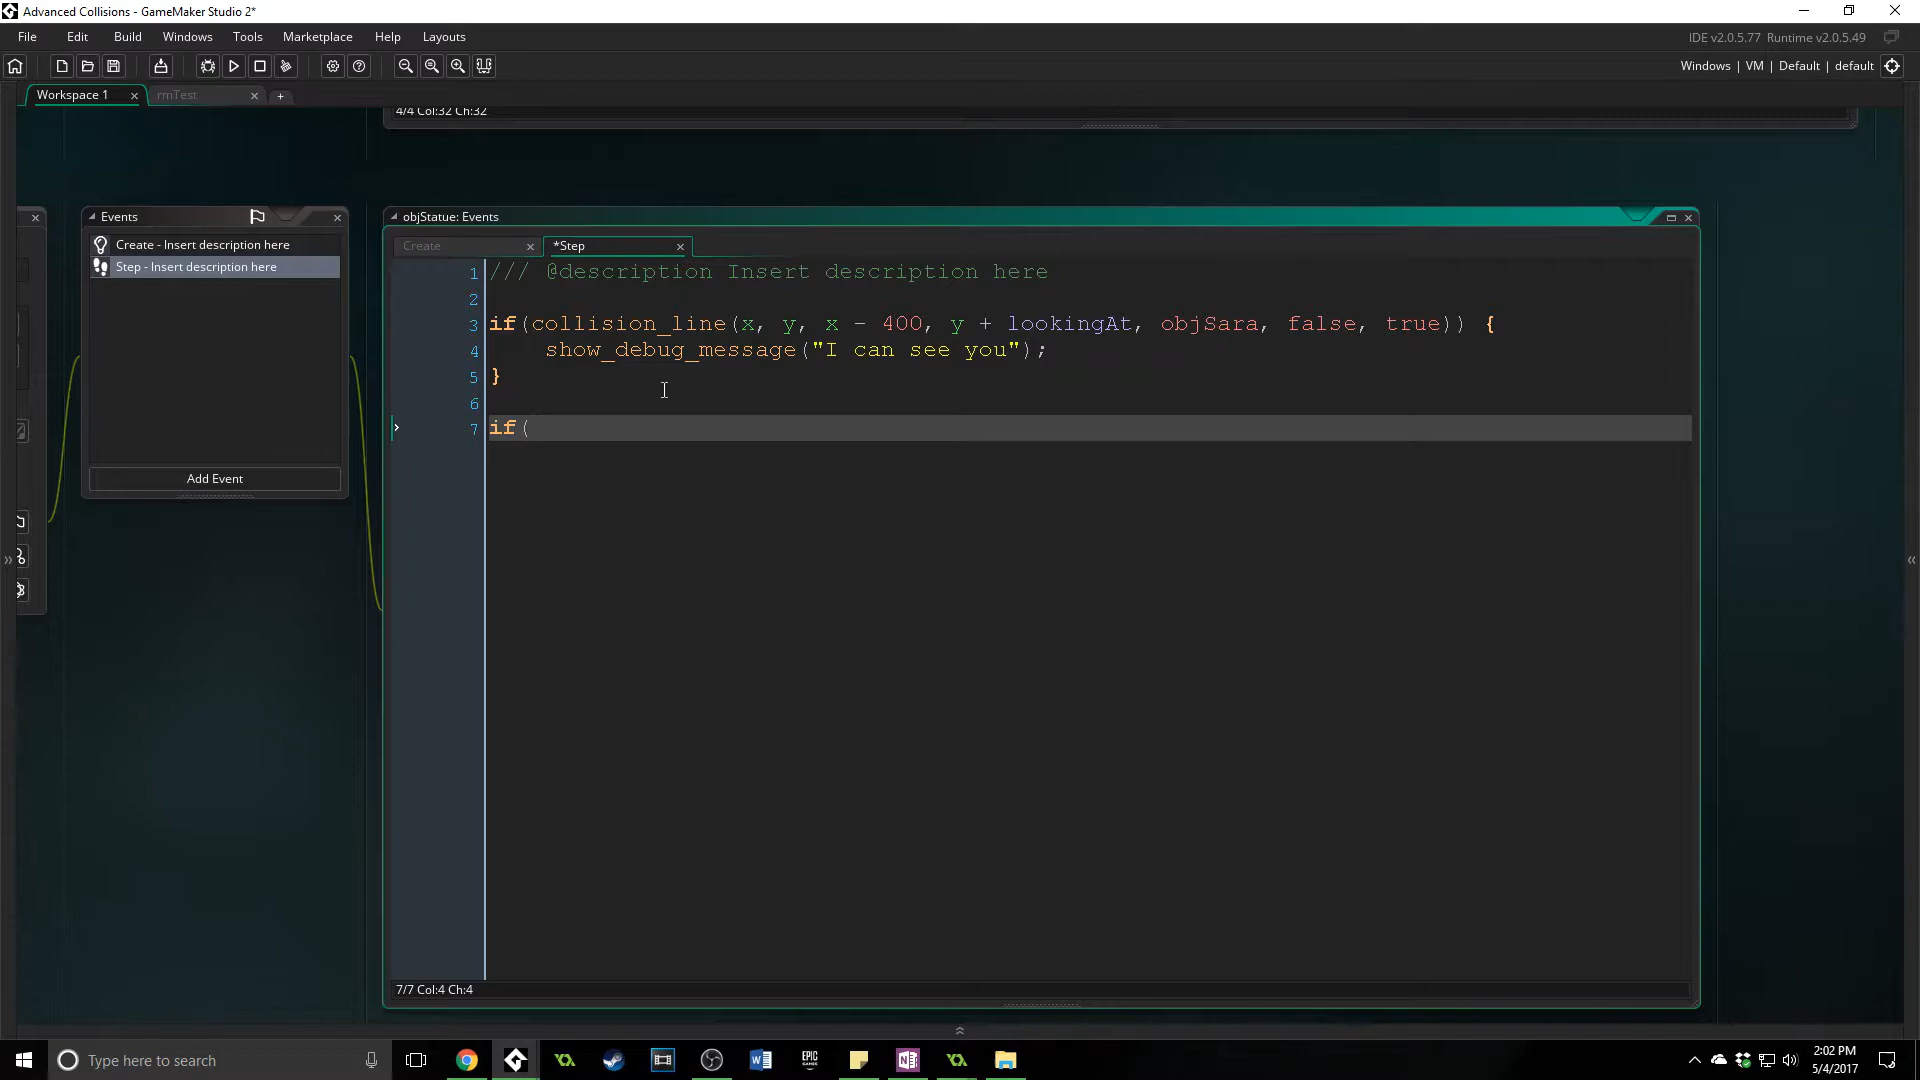 Advanced Collisions - GameMaker Studio 2*
File Edit Build Windows Tools Marketplace Help Layouts
IDE v2.0.5.77 Runtime v2.0.5.49
Windows | VM | Default | default
Workspace 1
rmTest
4/4 Col:32 Ch:32
Events
Create - Insert description here
Step - Insert description here
Add Event
objStatue: Events
Create
*Step
1 /// @description Insert description here
2
3 if(collision_line(x, y, x - 400, y + lookingAt, objSara, false, true)) {
4 show_debug_message("I can see you");
5 }
6
7 if(
7/7 Col:4 Ch:4
Type here to search
EPIC GAMES
2:02 PM
5/4/2017